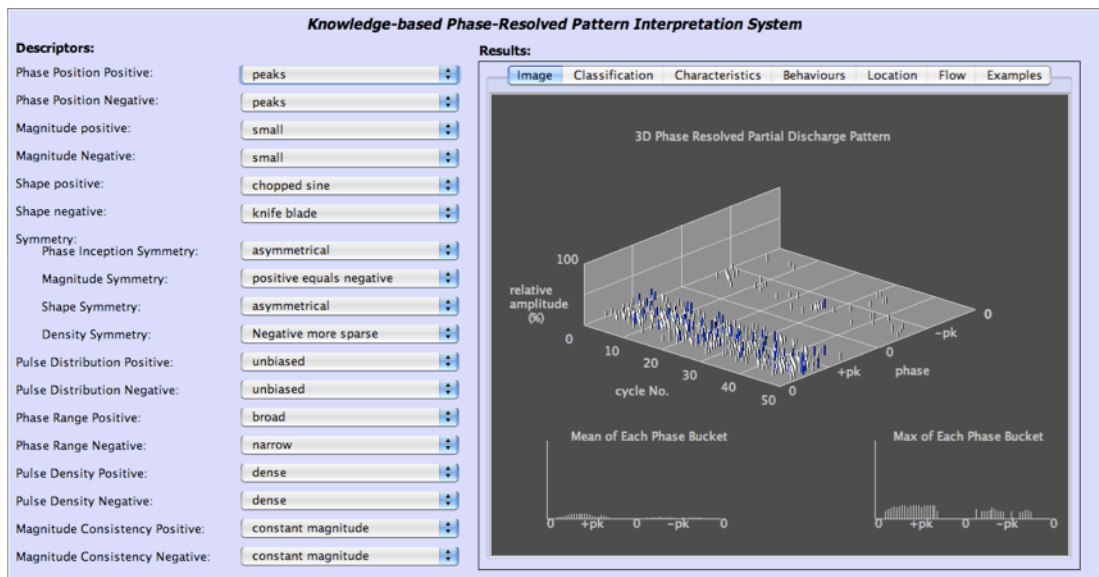 Knowledge-based Phase-Resolved Pattern Interpretation System
Descriptors:
Phase Position Positive: peaks
Phase Position Negative: peaks
Magnitude positive: small
Magnitude Negative: small
Shape positive: chopped sine
Shape negative: knife blade
Symmetry:
Phase Inception Symmetry: asymmetrical
Magnitude Symmetry: positive equals negative
Shape Symmetry: asymmetrical
Density Symmetry: Negative more sparse
Pulse Distribution Positive: unbiased
Pulse Distribution Negative: unbiased
Phase Range Positive: broad
Phase Range Negative: narrow
Pulse Density Positive: dense
Pulse Density Negative: dense
Magnitude Consistency Positive: constant magnitude
Magnitude Consistency Negative: constant magnitude
Results:
Image Classification Characteristics Behaviours Location Flow Examples
3D Phase Resolved Partial Discharge Pattern
100
relative
amplitude
(%)
0
0
10
20
30
40
50
cycle No.
0
+pk
0
-pk
0
phase
Mean of Each Phase Bucket
0 +pk 0 -pk 0
Max of Each Phase Bucket
0 +pk 0 -pk 0